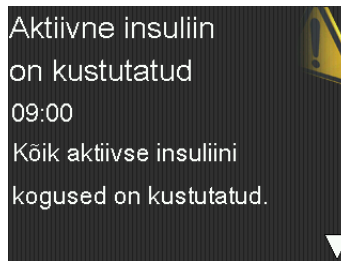 Aktiivne insuliin
on kustutatud
09:00
Kõik aktiivse insuliini
kogused on kustutatud.